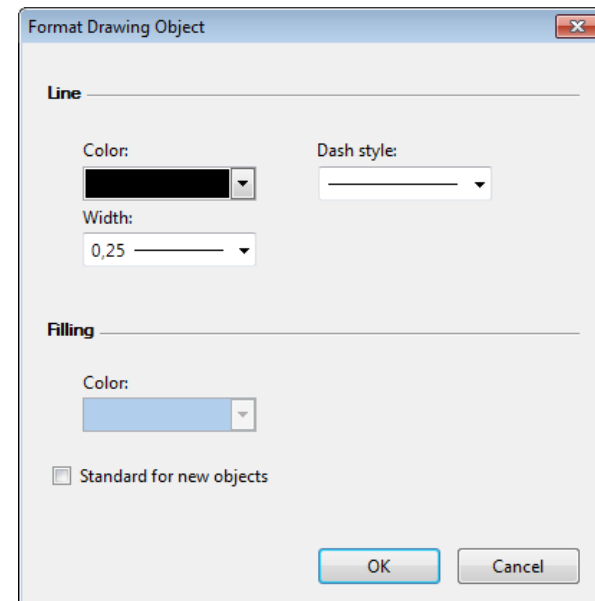 Format Drawing Object
Line
Color:
Dash style:
Width:
0,25
Filling
Color:
Standard for new objects
OK
Cancel